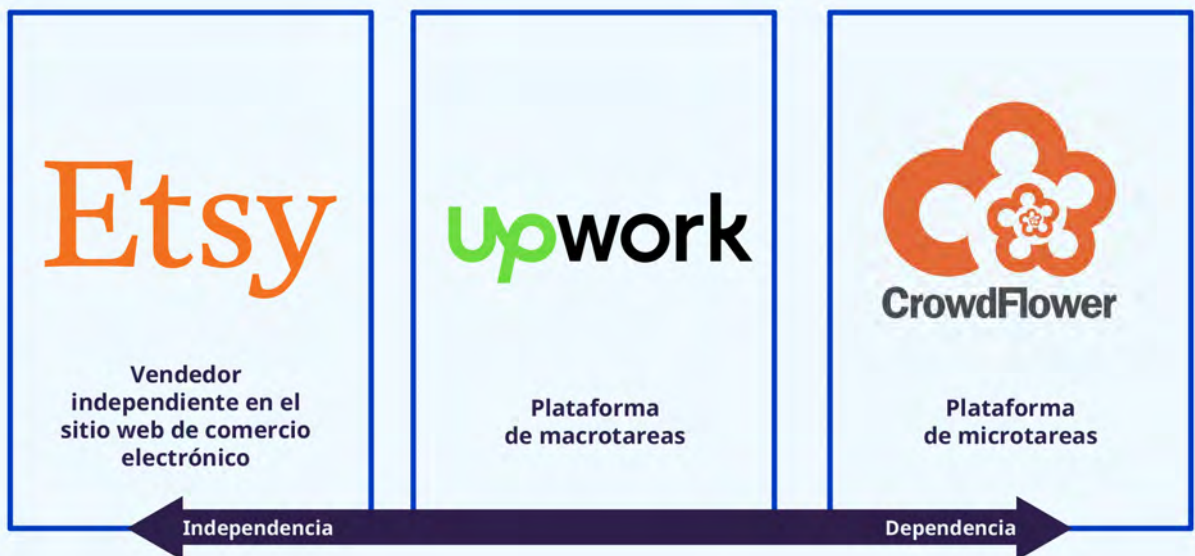 Etsy
Vendedor
independiente en el
sitio web de comercio
electrónico
upwork
Plataforma
de macrotareas
CrowdFlower
Plataforma
de microtareas
Independencia
Dependencia